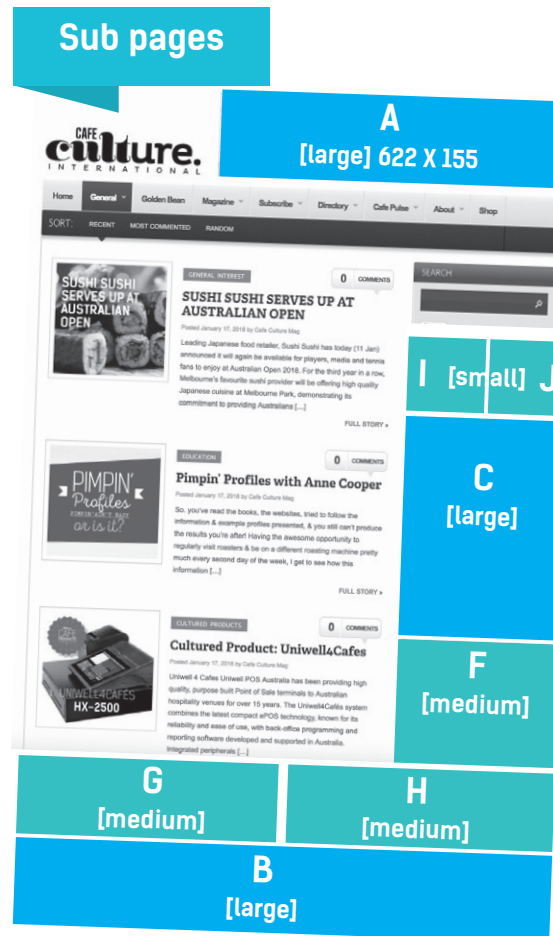 Sub pages
A
[large] 622 X 155
CAFE
culture.
INTERNATIONAL
Home General Golden Bean Magazine Subscribe Directory Cafe Pulse About Shop
SORT: RECENT MOST COMMENTED RANDOM
SUSHI SUSHI
SERVES UP AT
AUSTRALIAN
OPEN
GENERAL INTEREST
0 COMMENTS
SUSHI SUSHI SERVES UP AT
AUSTRALIAN OPEN
Posted January 17, 2018 by Cafe Culture Mag
Leading Japanese food retailer, Sushi Sushi has today (11 Jan)
announced it will again be available for players, media and tennis
fans to enjoy at Australian Open 2018. For the third year in a row,
Melbourne's favourite sushi provider will be offering high quality
Japanese cuisine at Melbourne Park, demonstrating its
commitment to providing Australians [...]
FULL STORY »
SEARCH
I [small] J
C
[large]
PIMPIN'
Profiles
PIMPIN' AIN'T EASY
or is it?
EDUCATION
0 COMMENTS
Pimpin' Profiles with Anne Cooper
Posted January 17, 2018 by Cafe Culture Mag
So, you've read the books, the websites, tried to follow the
information & example profiles presented, & you still can't produce
the results you're after! Having the awesome opportunity to
regularly visit roasters & be on a different roasting machine pretty
much every second day of the week, I get to see how this
information [...]
FULL STORY »
UNIWELL4CAFES
HX-2500
CULTURED PRODUCTS
0 COMMENTS
Cultured Product: Uniwell4Cafes
Posted January 17, 2018 by Cafe Culture Mag
Uniwell 4 Cafes Uniwell POS Australia has been providing high
quality, purpose built Point of Sale terminals to Australian
hospitality venues for over 15 years. The Uniwell4Cafés system
combines the latest compact ePOS technology, known for its
reliability and ease of use, with back-office programming and
reporting software developed and supported in Australia.
Integrated peripherals [...]
F
[medium]
G
[medium]
H
[medium]
B
[large]